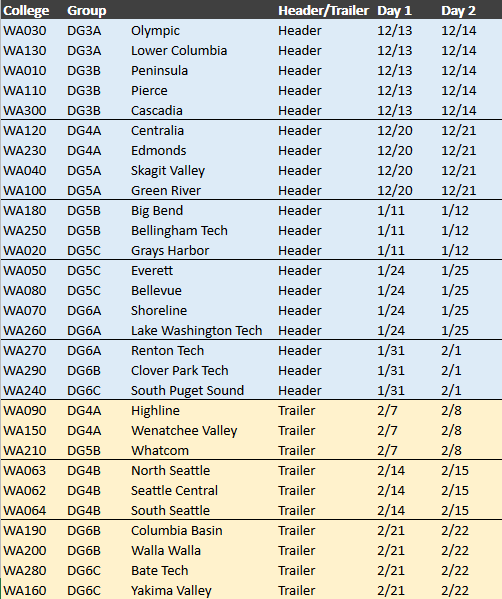 College Group Header/Trailer Day 1 Day 2
WA030 DG3A Olympic Header 12/13 12/14
WA130 DG3A Lower Columbia Header 12/13 12/14
WA010 DG3B Peninsula Header 12/13 12/14
WA110 DG3B Pierce Header 12/13 12/14
WA300 DG3B Cascadia Header 12/13 12/14
WA120 DG4A Centralia Header 12/20 12/21
WA230 DG4A Edmonds Header 12/20 12/21
WA040 DG5A Skagit Valley Header 12/20 12/21
WA100 DG5A Green River Header 12/20 12/21
WA180 DG5B Big Bend Header 1/11 1/12
WA250 DG5B Bellingham Tech Header 1/11 1/12
WA020 DG5C Grays Harbor Header 1/11 1/12
WA050 DG5C Everett Header 1/24 1/25
WA080 DG5C Bellevue Header 1/24 1/25
WA070 DG6A Shoreline Header 1/24 1/25
WA260 DG6A Lake Washington Tech Header 1/24 1/25
WA270 DG6A Renton Tech Header 1/31 2/1
WA290 DG6B Clover Park Tech Header 1/31 2/1
WA240 DG6C South Puget Sound Header 1/31 2/1
WA090 DG4A Highline Trailer 2/7 2/8
WA150 DG4A Wenatchee Valley Trailer 2/7 2/8
WA210 DG5B Whatcom Trailer 2/7 2/8
WA063 DG4B North Seattle Trailer 2/14 2/15
WA062 DG4B Seattle Central Trailer 2/14 2/15
WA064 DG4B South Seattle Trailer 2/14 2/15
WA190 DG6B Columbia Basin Trailer 2/21 2/22
WA200 DG6B Walla Walla Trailer 2/21 2/22
WA280 DG6C Bate Tech Trailer 2/21 2/22
WA160 DG6C Yakima Valley Trailer 2/21 2/22